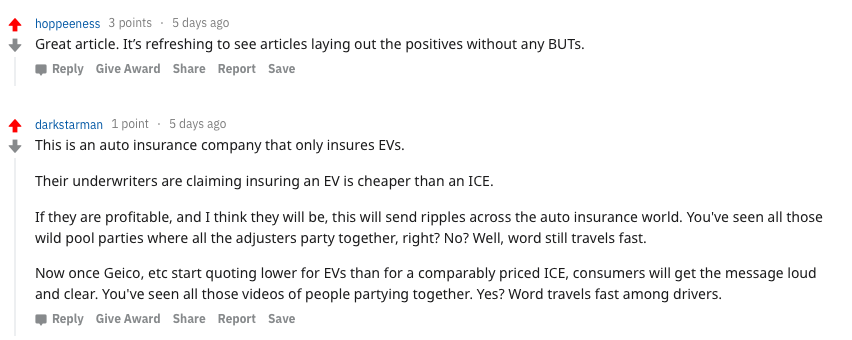 hoppeeness 3 points · 5 days ago
Great article. It's refreshing to see articles laying out the positives without any BUTs.
Reply Give Award Share Report Save
darkstarman 1 point · 5 days ago
This is an auto insurance company that only insures EVs.
Their underwriters are claiming insuring an EV is cheaper than an ICE.
If they are profitable, and I think they will be, this will send ripples across the auto insurance world. You've seen all those
wild pool parties where all the adjusters party together, right? No? Well, word still travels fast.
Now once Geico, etc start quoting lower for EVs than for a comparably priced ICE, consumers will get the message loud
and clear. You've seen all those videos of people partying together. Yes? Word travels fast among drivers.
Reply Give Award Share Report Save